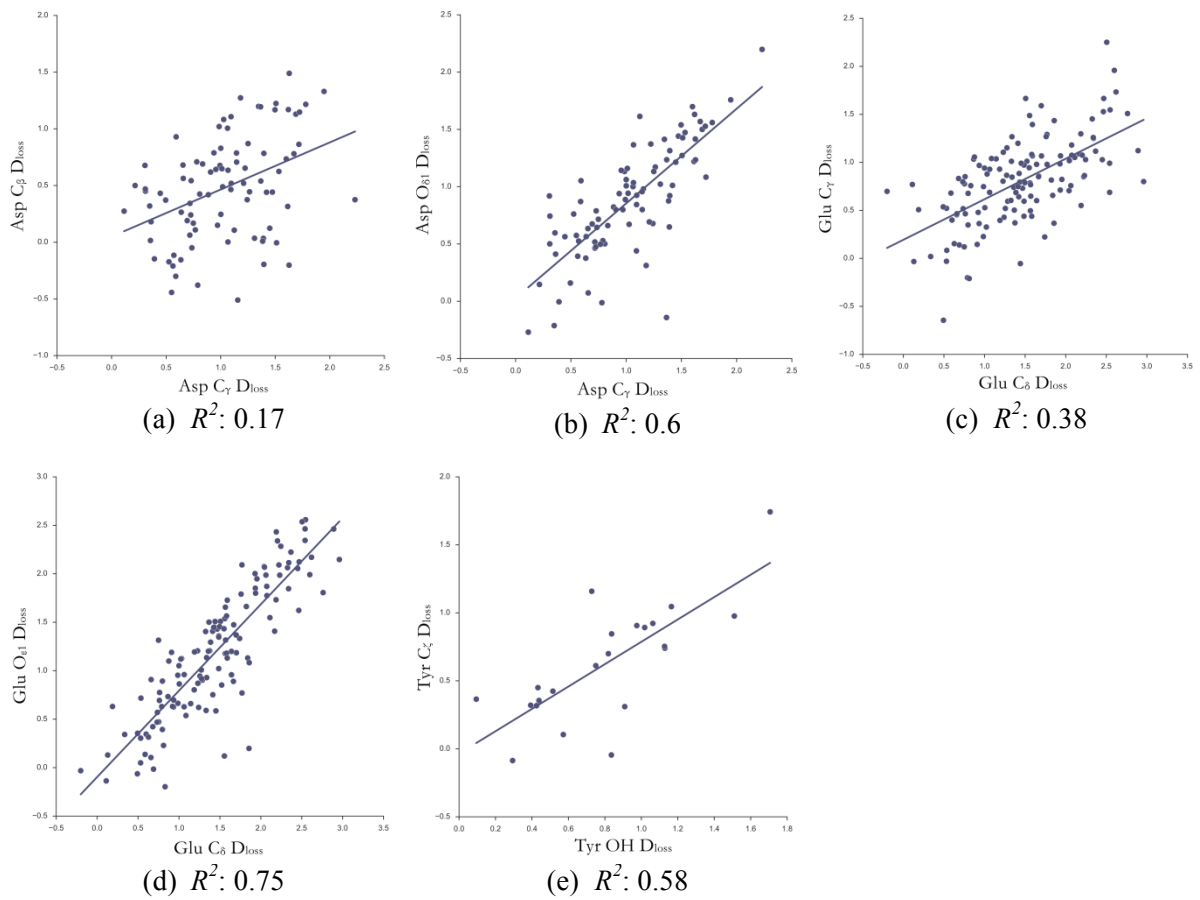 2.0
1.5
1.0
0.5
0.0
−0.5
−1.0
Asp Cβ Dloss
0.0 0.5 1.0 1.5 2.0 2.5
Asp Cγ Dloss
(a) R²: 0.17
2.5
2.0
1.5
1.0
0.5
0.0
−0.5
Asp Oδ1 Dloss
0.0 0.5 1.0 1.5 2.0 2.5
Asp Cγ Dloss
(b) R²: 0.6
2.5
2.0
1.5
1.0
0.5
0.0
−0.5
−1.0
Glu Cγ Dloss
−0.5 0.0 0.5 1.0 1.5 2.0 2.5 3.0 3.5
Glu Cδ Dloss
(c) R²: 0.38
3.0
2.5
2.0
1.5
1.0
0.5
0.0
−0.5
Glu Oε1 Dloss
−0.5 0.0 0.5 1.0 1.5 2.0 2.5 3.0 3.5
Glu Cδ Dloss
(d) R²: 0.75
2.0
1.5
1.0
0.5
0.0
−0.5
Tyr Cζ Dloss
0.0 0.2 0.4 0.6 0.8 1.0 1.2 1.4 1.6 1.8
Tyr OH Dloss
(e) R²: 0.58